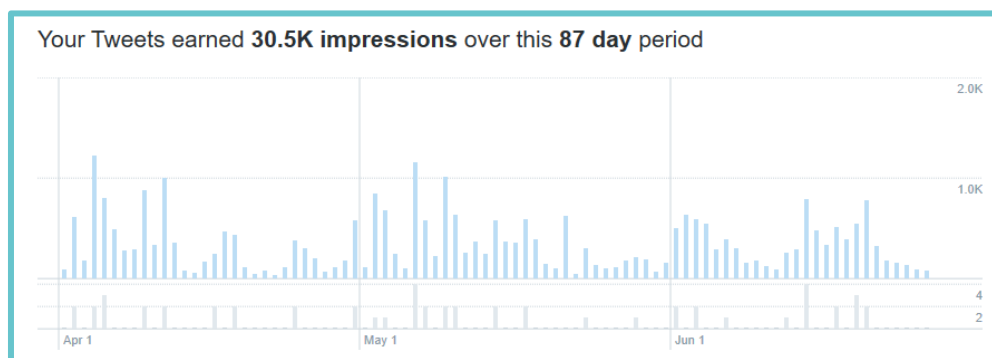 Your Tweets earned 30.5K impressions over this 87 day period
2.0K
1.0K
4
2
Apr 1
May 1
Jun 1